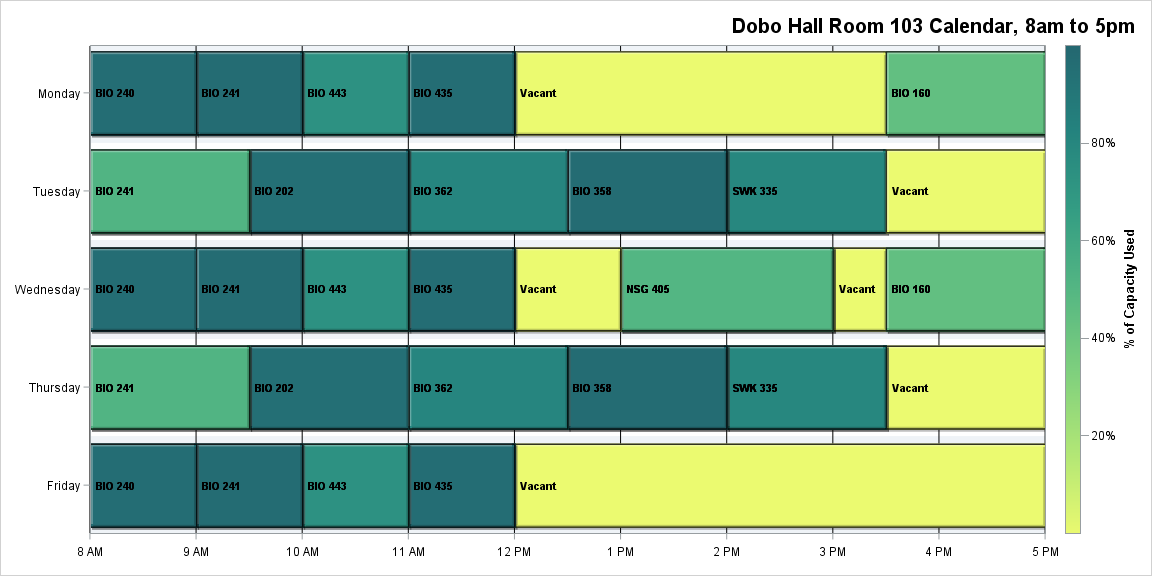 Dobo Hall Room 103 Calendar, 8am to 5pm
Monday
BIO 240
BIO 241
BIO 443
BIO 435
Vacant
BIO 160
Tuesday
BIO 241
BIO 202
BIO 362
BIO 358
SWK 335
Vacant
Wednesday
BIO 240
BIO 241
BIO 443
BIO 435
Vacant
NSG 405
Vacant
BIO 160
Thursday
BIO 241
BIO 202
BIO 362
BIO 358
SWK 335
Vacant
Friday
BIO 240
BIO 241
BIO 443
BIO 435
Vacant
8 AM
9 AM
10 AM
11 AM
12 PM
1 PM
2 PM
3 PM
4 PM
5 PM
80%
60%
40%
20%
% of Capacity Used